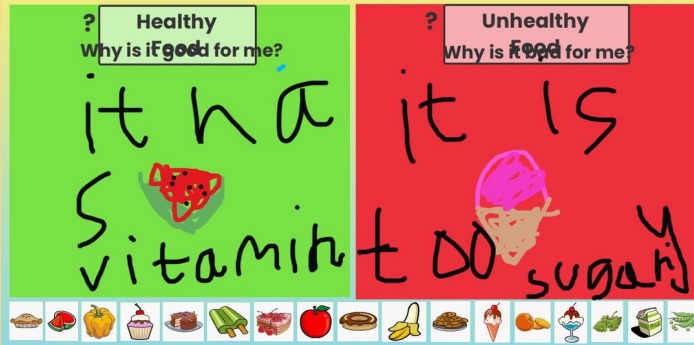 ? Healthy Food
Why is it good for me?
it ha
s
vitamin
? Unhealthy Food
Why is it bad for me?
it is
too sugary